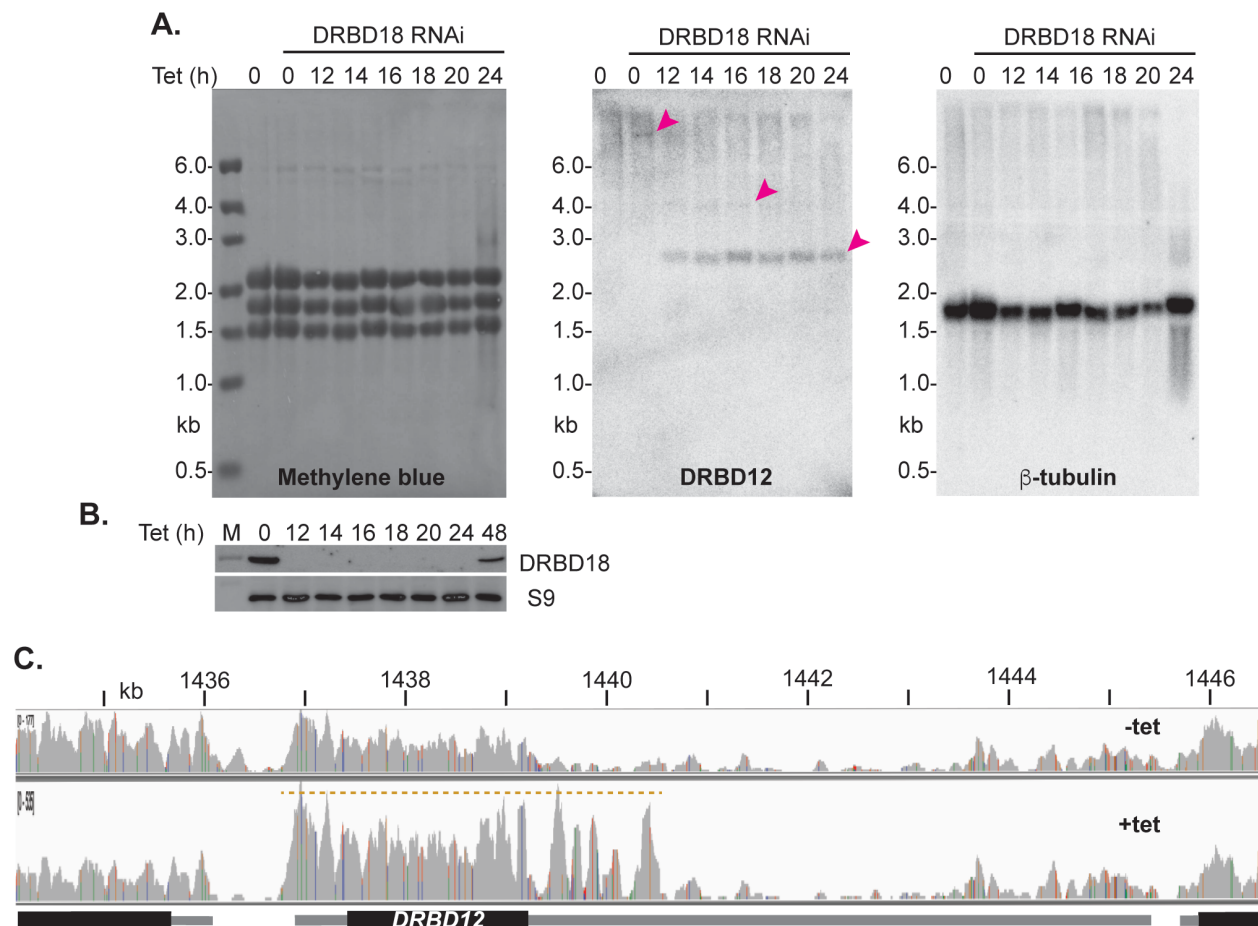 A.
DRBD18 RNAi
DRBD18 RNAi
DRBD18 RNAi
Tet (h) 0 0 12 14 16 18 20 24
0 0 12 14 16 18 20 24
0 0 12 14 16 18 20 24
6.0-
4.0-
3.0-
2.0-
1.5-
1.0-
kb
0.5-
Methylene blue
6.0-
4.0-
3.0-
2.0-
1.5-
1.0-
kb
0.5-
DRBD12
6.0-
4.0-
3.0-
2.0-
1.5-
1.0-
kb
0.5-
β-tubulin
B.
Tet (h) M 0 12 14 16 18 20 24 48
DRBD18
S9
C.
kb 1436 1438 1440 1442 1444 1446
[0 - 177]
-tet
[0 - 535]
+tet
DRBD12